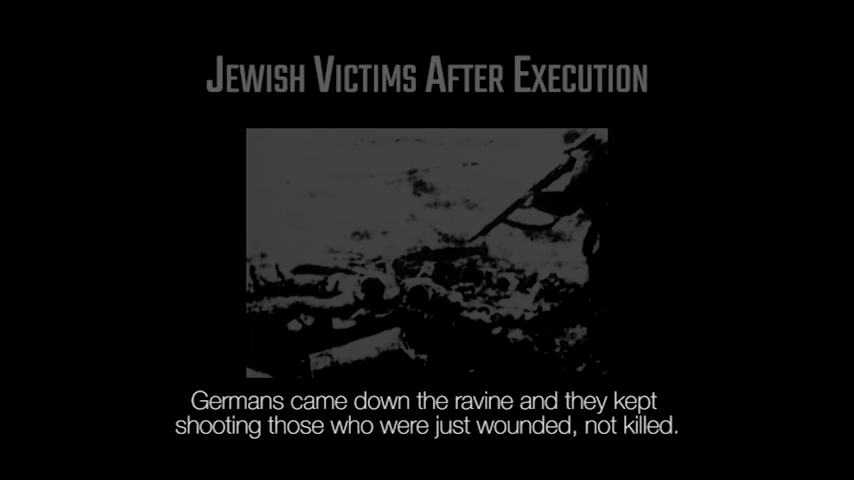 Jewish Victims After Execution
Germans came down the ravine and they kept
shooting those who were just wounded, not killed.